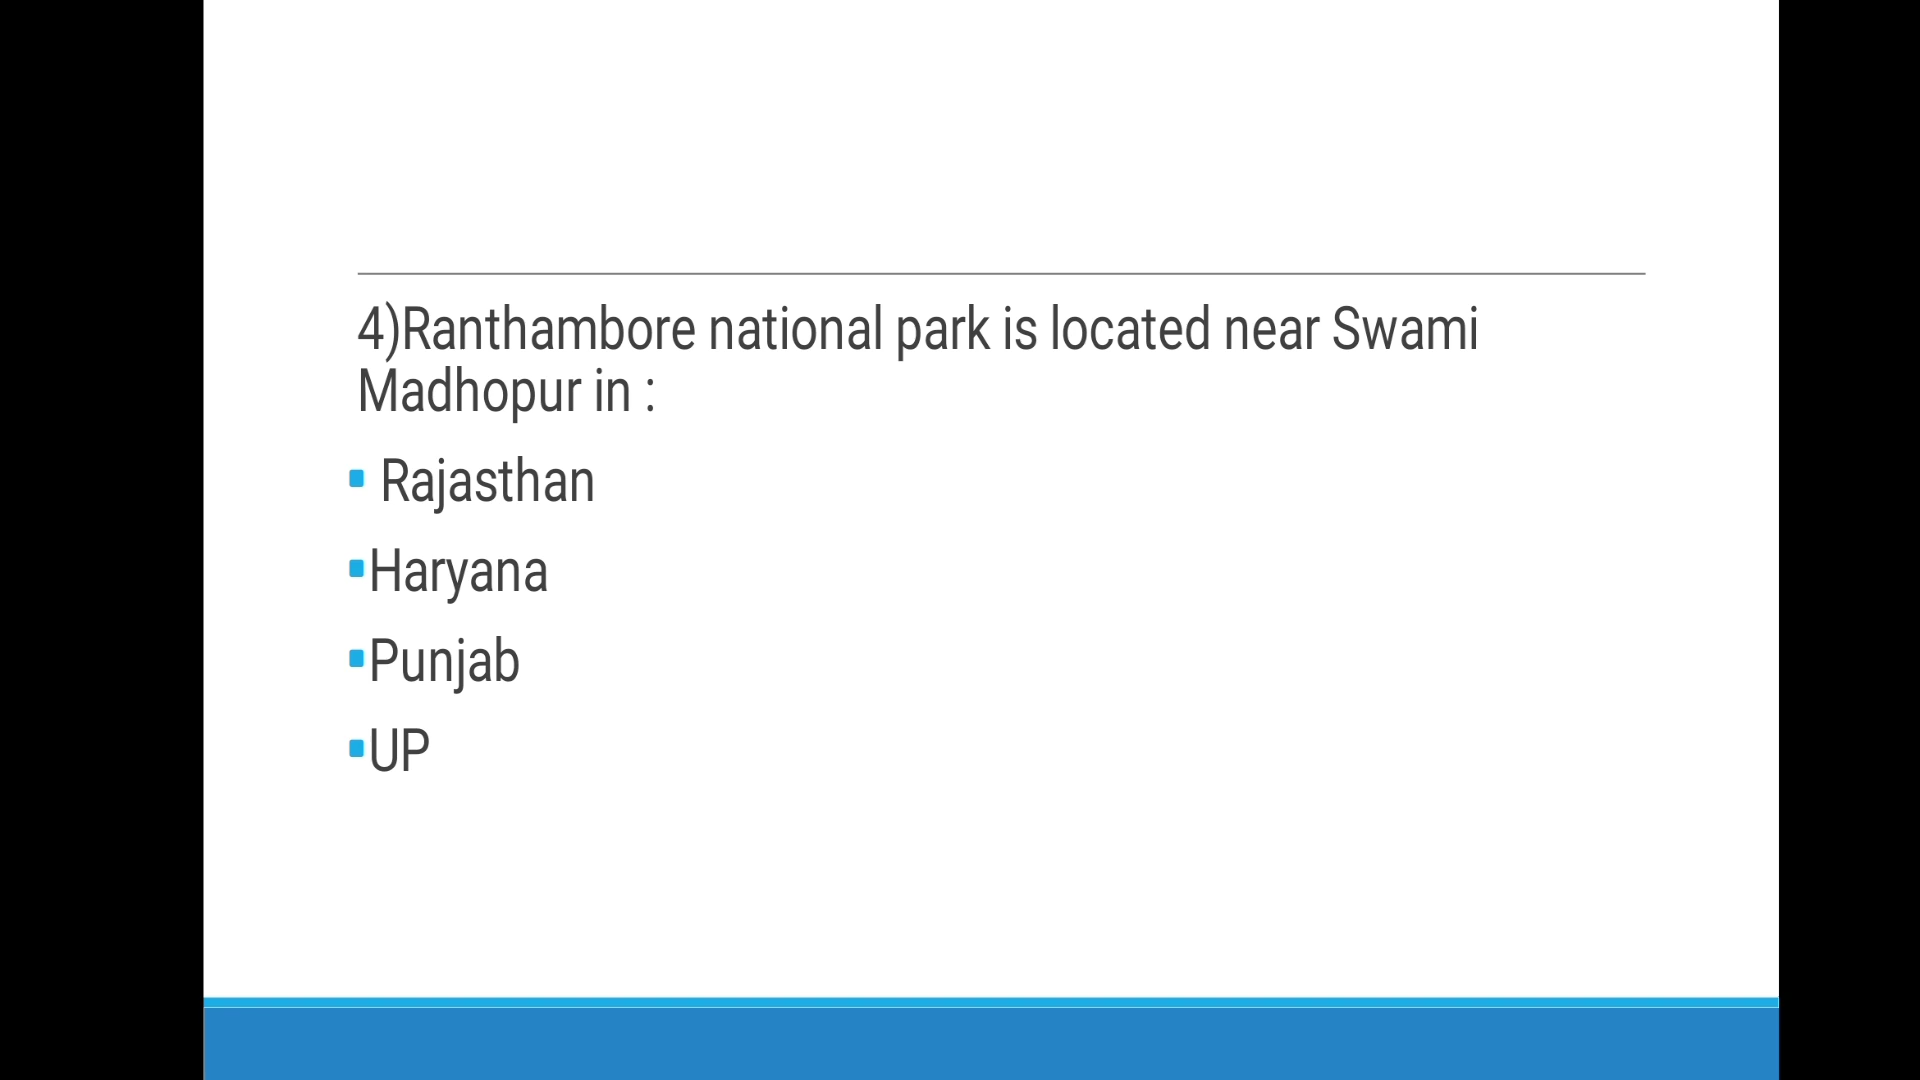 4)Ranthambore national park is located near Swami
Madhopur in :
▪ Rajasthan
▪Haryana
▪Punjab
▪UP